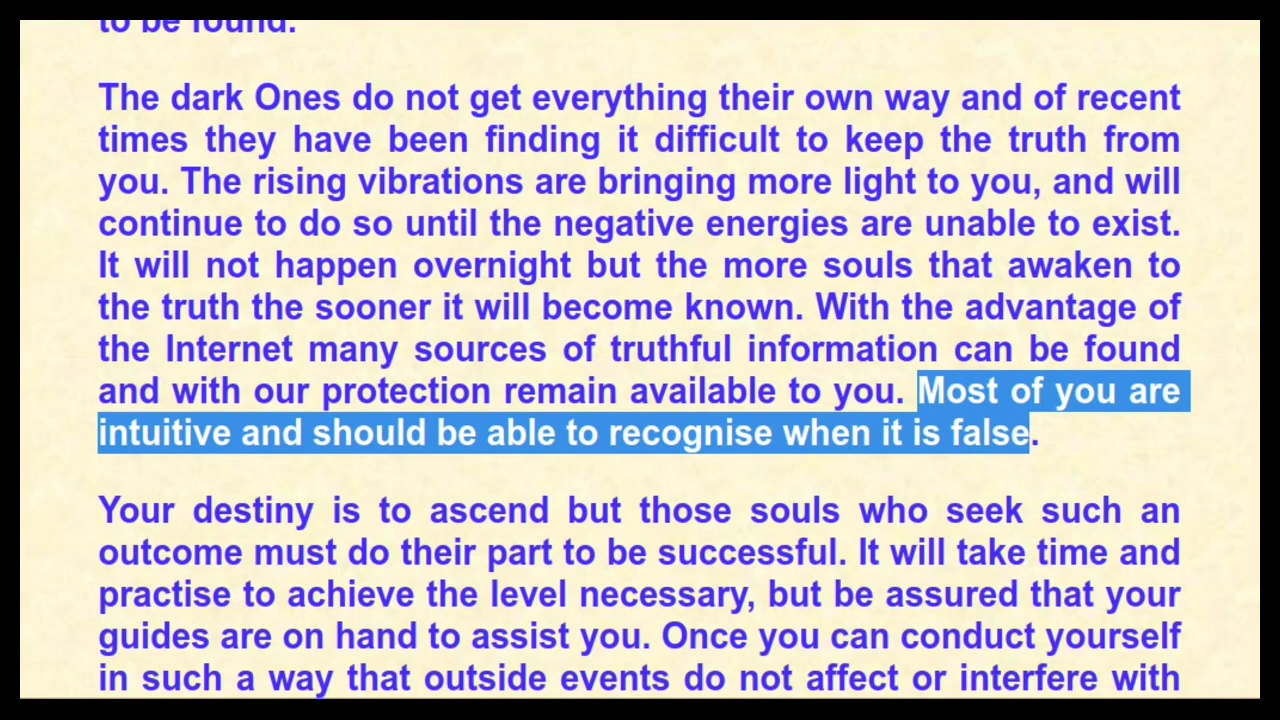 to be found.
The dark Ones do not get everything their own way and of recent
times they have been finding it difficult to keep the truth from
you. The rising vibrations are bringing more light to you, and will
continue to do so until the negative energies are unable to exist.
It will not happen overnight but the more souls that awaken to
the truth the sooner it will become known. With the advantage of
the Internet many sources of truthful information can be found
and with our protection remain available to you. Most of you are
intuitive and should be able to recognise when it is false.
Your destiny is to ascend but those souls who seek such an
outcome must do their part to be successful. It will take time and
practise to achieve the level necessary, but be assured that your
guides are on hand to assist you. Once you can conduct yourself
in such a way that outside events do not affect or interfere with